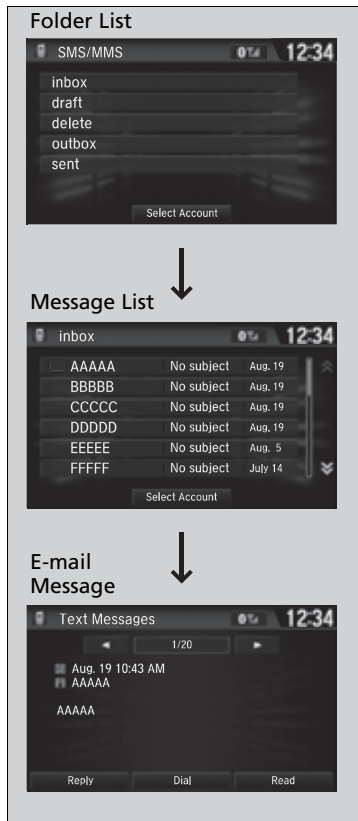 Folder List
SMS/MMS 12:34
inbox
draft
delete
outbox
sent
Select Account
Message List
inbox 12:34
AAAAA No subject Aug. 19
BBBBB No subject Aug. 19
CCCCC No subject Aug. 19
DDDDD No subject Aug. 19
EEEEE No subject Aug. 5
FFFFF No subject July 14
Select Account
E-mail
Message
Text Messages 12:34
1/20
Aug. 19 10:43 AM
AAAAA
AAAAA
Reply Dial Read